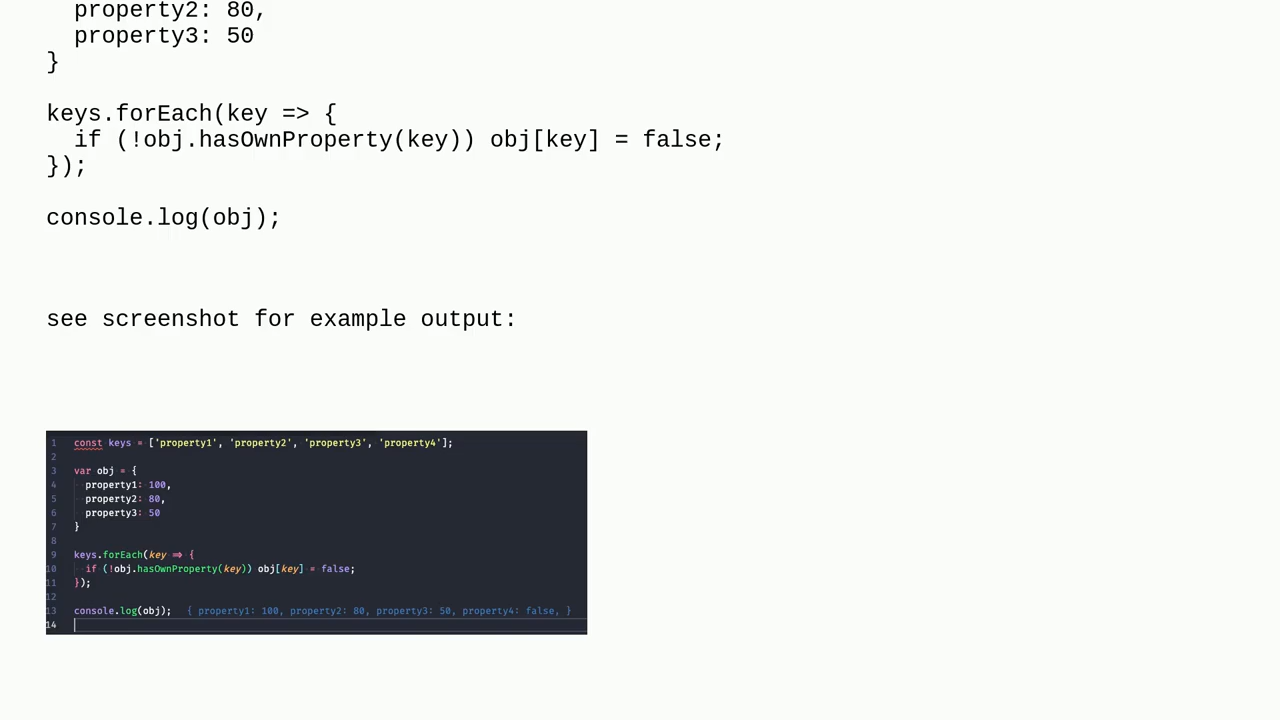 property2: 80,
property3: 50
}
keys.forEach(key => {
if (!obj.hasOwnProperty(key)) obj[key] = false;
});
console.log(obj);
see screenshot for example output:
1 const keys = ['property1', 'property2', 'property3', 'property4'];
2
3 var obj = {
4 property1: 100,
5 property2: 80,
6 property3: 50
7 }
8
9 keys.forEach(key => {
10 if (!obj.hasOwnProperty(key)) obj[key] = false;
11 });
12
13 console.log(obj); { property1: 100, property2: 80, property3: 50, property4: false, }
14